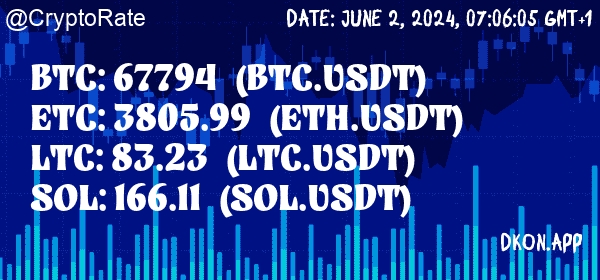 @CryptoRate
DATE: JUNE 2, 2024, 07:06:05 GMT+1
BTC: 67794 (BTC.USDT)
ETC: 3805.99 (ETH.USDT)
LTC: 83.23 (LTC.USDT)
SOL: 166.11 (SOL.USDT)
DKON.APP